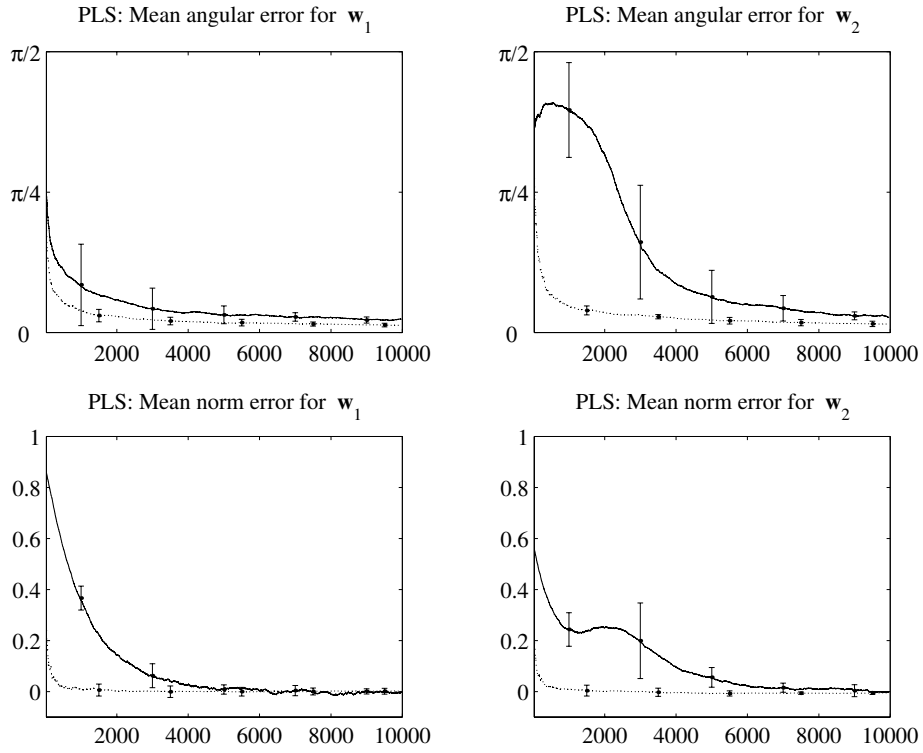 PLS: Mean angular error for w1
π/2
π/4
0
2000 4000 6000 8000 10000
PLS: Mean angular error for w2
π/2
π/4
0
2000 4000 6000 8000 10000
PLS: Mean norm error for w1
1
0.8
0.6
0.4
0.2
0
2000 4000 6000 8000 10000
PLS: Mean norm error for w2
1
0.8
0.6
0.4
0.2
0
2000 4000 6000 8000 10000